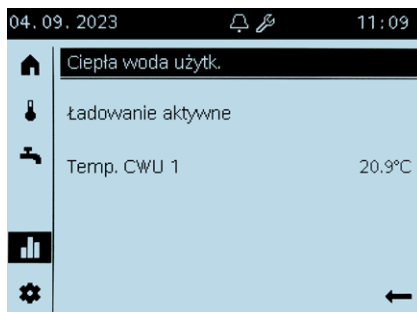 04.09.2023 11:09
Ciepła woda użytk.
Ładowanie aktywne
Temp. CWU 1 20.9°C